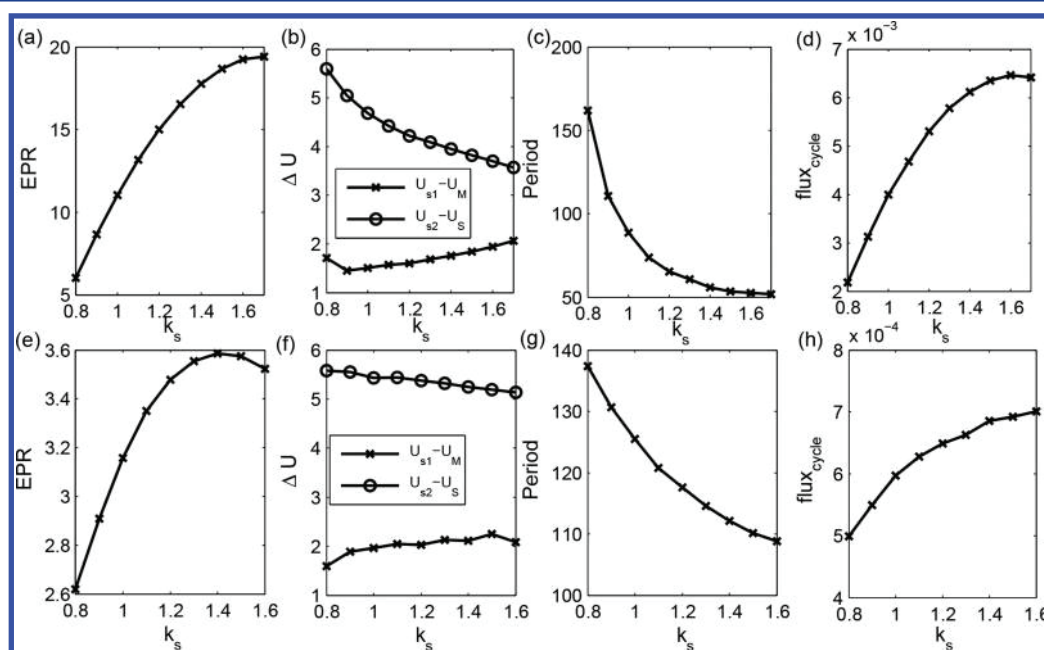 (a)
20
15
10
5
EPR
0.8 1 1.2 1.4 1.6
k_s
(b)
6
5
4
3
2
1
Δ U
U_s1−U_M
U_s2−U_S
0.8 1 1.2 1.4 1.6
k_s
(c)
200
150
100
50
Period
0.8 1 1.2 1.4 1.6
k_s
(d)
x 10^−3
7
6
5
4
3
2
flux_cycle
0.8 1 1.2 1.4 1.6
k_s
(e)
3.6
3.4
3.2
3
2.8
2.6
EPR
0.8 1 1.2 1.4 1.6
k_s
(f)
6
5
4
3
2
1
Δ U
U_s1−U_M
U_s2−U_S
0.8 1 1.2 1.4 1.6
k_s
(g)
140
130
120
110
100
Period
0.8 1 1.2 1.4 1.6
k_s
(h)
x 10^−4
8
7
6
5
4
flux_cycle
0.8 1 1.2 1.4 1.6
k_s